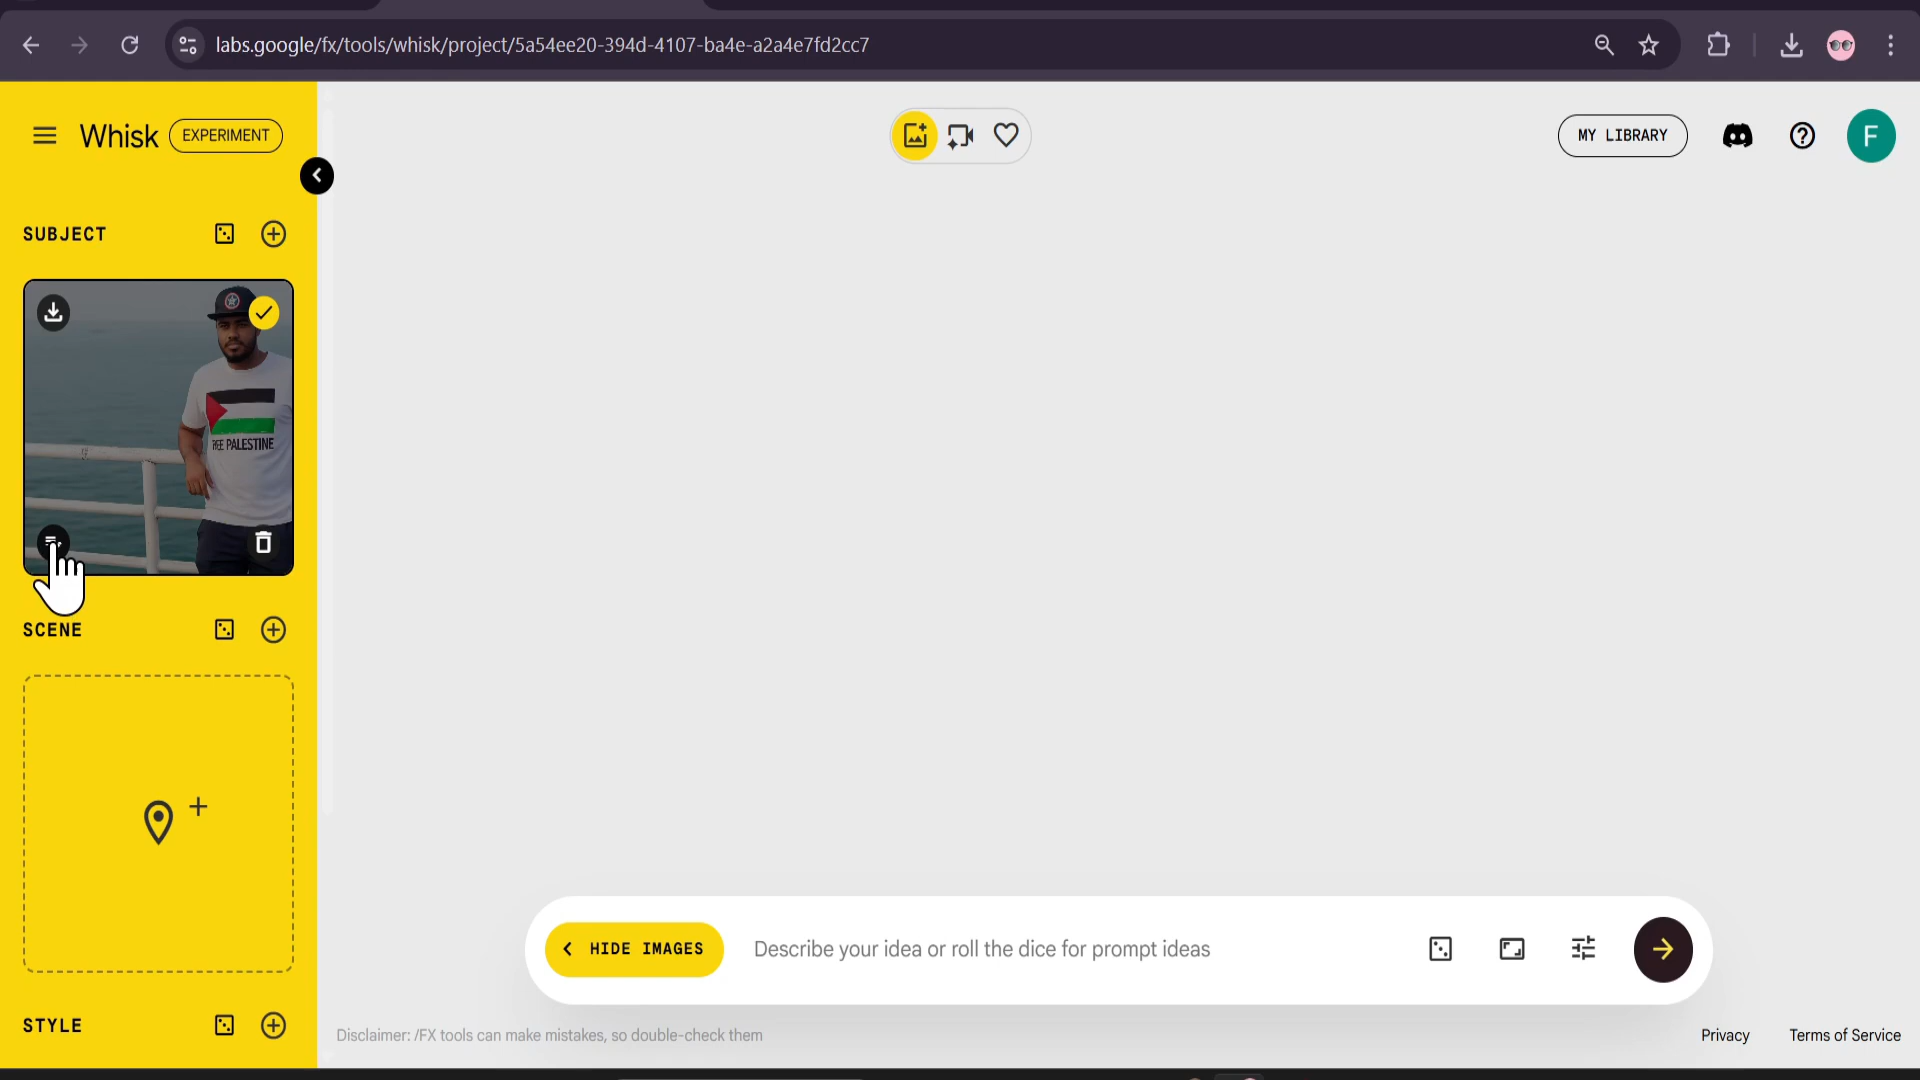 labs.google/fx/tools/whisk/project/5a54ee20-394d-4107-ba4e-a2a4e7fd2cc7
Whisk EXPERIMENT
MY LIBRARY
F
SUBJECT
FREE PALESTINE
SCENE
HIDE IMAGES
Describe your idea or roll the dice for prompt ideas
STYLE
Disclaimer: /FX tools can make mistakes, so double-check them
Privacy
Terms of Service